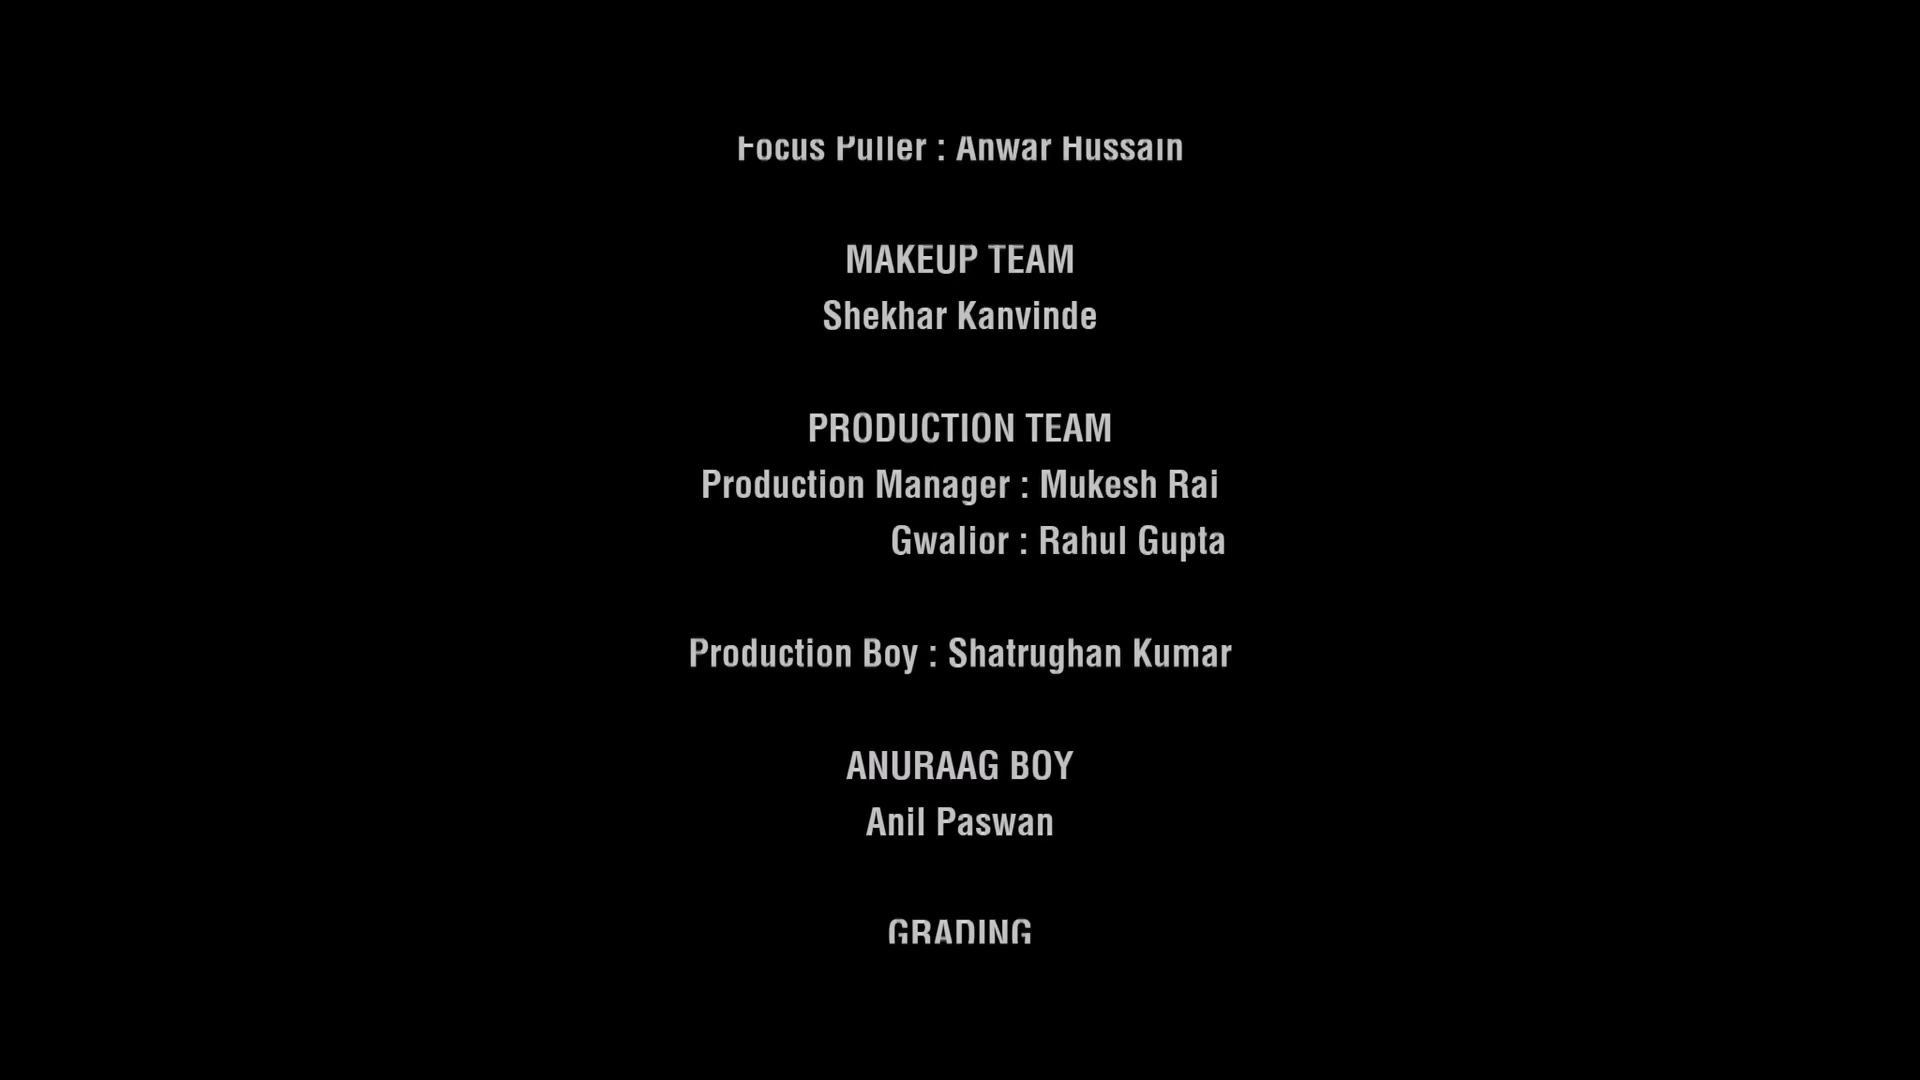 Focus Puller : Anwar Hussain
MAKEUP TEAM
Shekhar Kanvinde
PRODUCTION TEAM
Production Manager : Mukesh Rai
Gwalior : Rahul Gupta
Production Boy : Shatrughan Kumar
ANURAAG BOY
Anil Paswan
GRADING